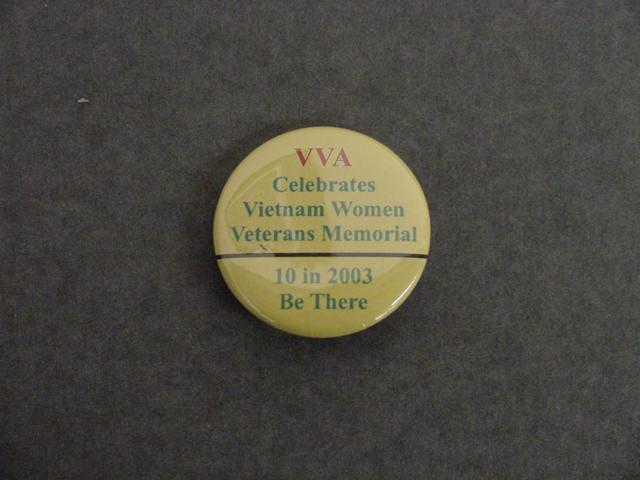 VVA
Celebrates
Vietnam Women
Veterans Memorial
10 in 2003
Be There